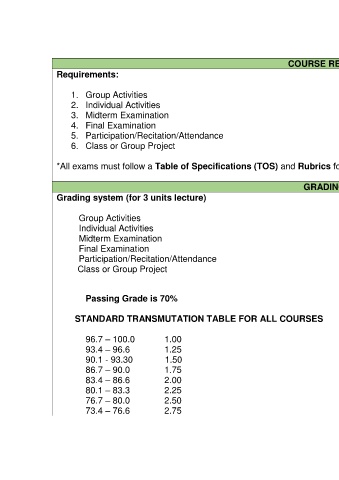 COURSE RE
Requirements:
1. Group Activities
2. Individual Activities
3. Midterm Examination
4. Final Examination
5. Participation/Recitation/Attendance
6. Class or Group Project
*All exams must follow a Table of Specifications (TOS) and Rubrics fo
GRADIN
Grading system (for 3 units lecture)
Group Activities
Individual Activities
Midterm Examination
Final Examination
Participation/Recitation/Attendance
Class or Group Project
Passing Grade is 70%
STANDARD TRANSMUTATION TABLE FOR ALL COURSES
96.7 – 100.0 1.00
93.4 – 96.6 1.25
90.1 - 93.30 1.50
86.7 – 90.0 1.75
83.4 – 86.6 2.00
80.1 – 83.3 2.25
76.7 – 80.0 2.50
73.4 – 76.6 2.75